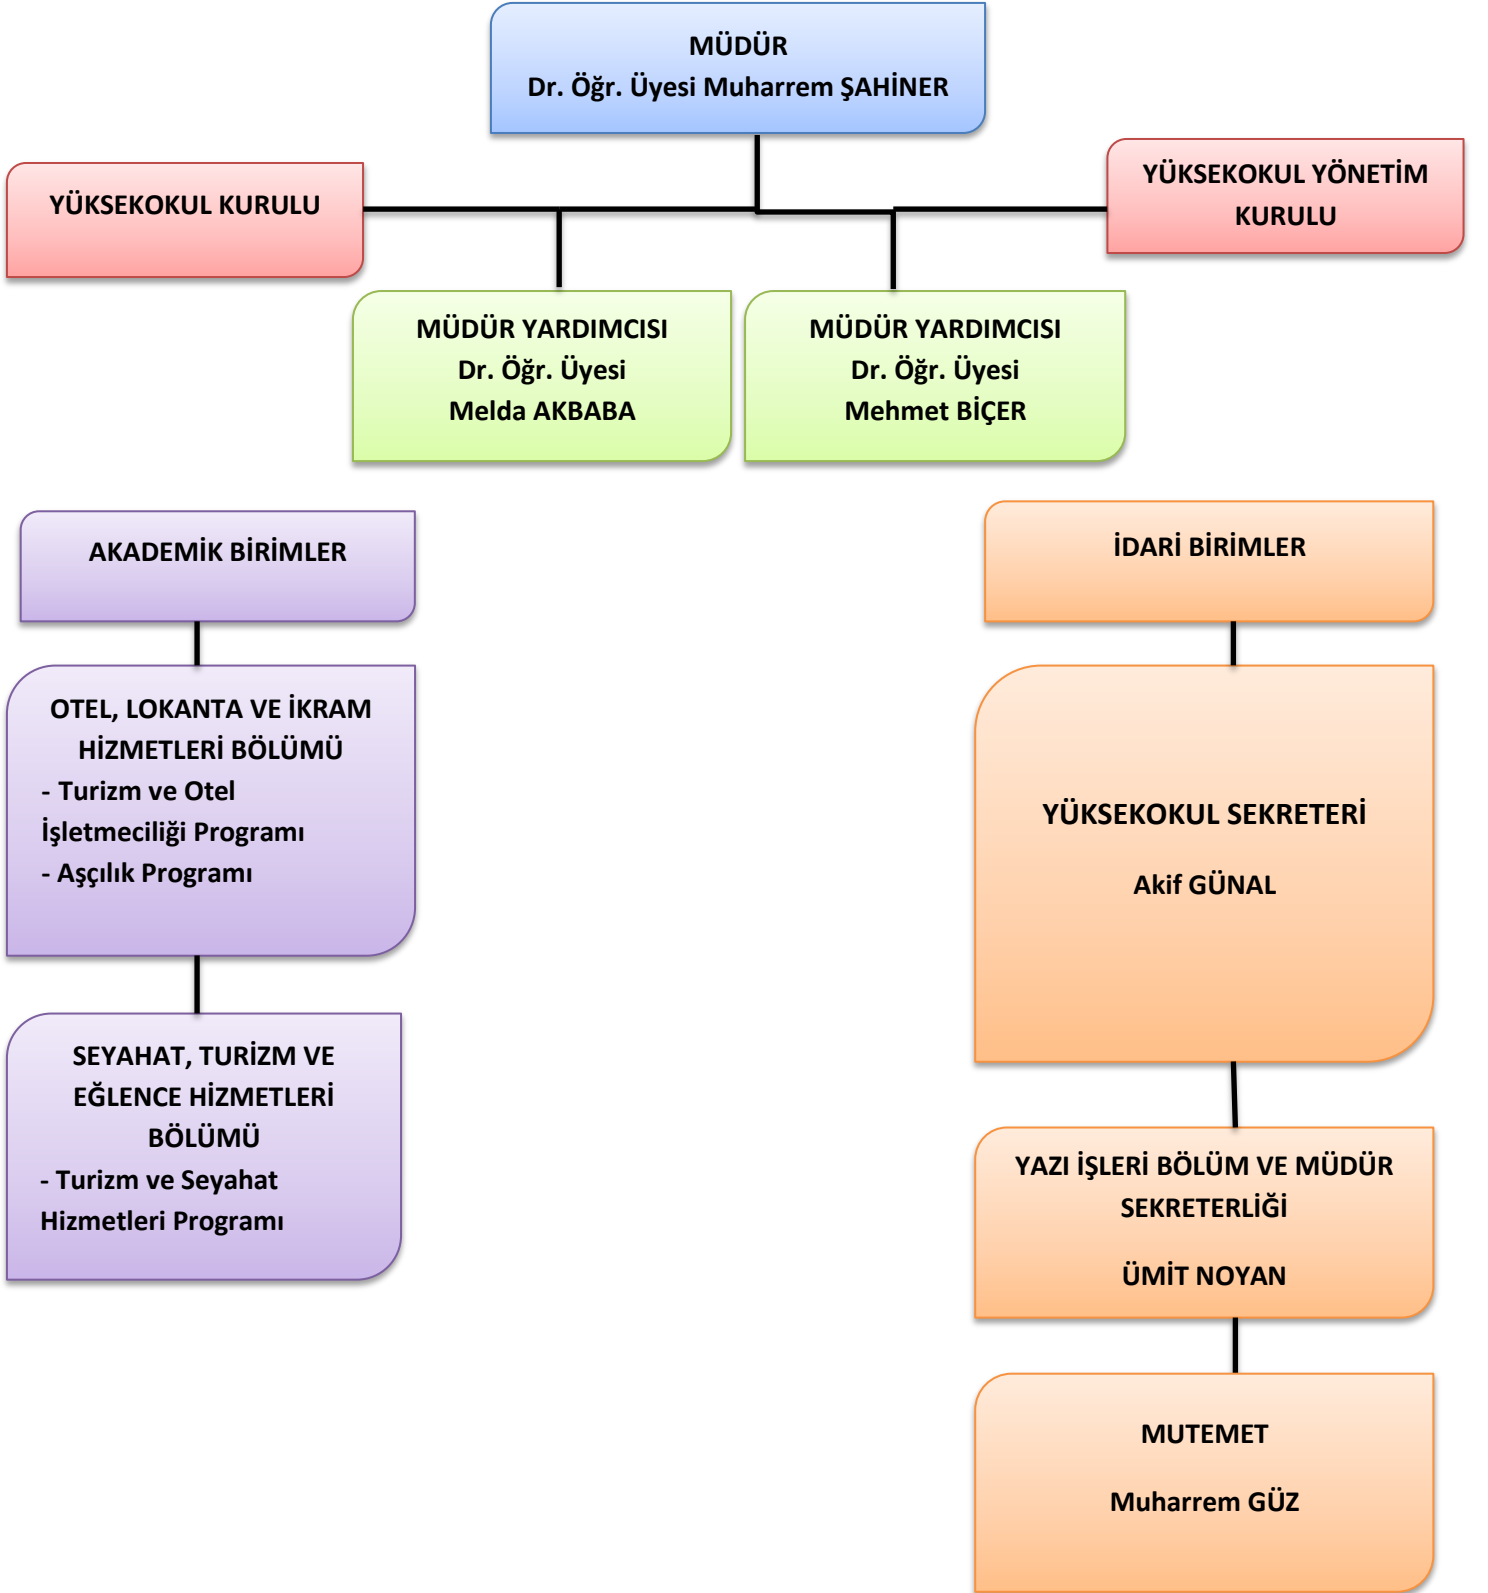 MÜDÜR
Dr. Öğr. Üyesi Muharrem ŞAHİNER
YÜKSEKOKUL KURULU
YÜKSEKOKUL YÖNETİM
KURULU
MÜDÜR YARDIMCISI
Dr. Öğr. Üyesi
Melda AKBABA
MÜDÜR YARDIMCISI
Dr. Öğr. Üyesi
Mehmet BİÇER
AKADEMİK BİRİMLER
OTEL, LOKANTA VE İKRAM
HİZMETLERİ BÖLÜMÜ
- Turizm ve Otel
İşletmeciliği Programı
- Aşçılık Programı
SEYAHAT, TURİZM VE
EĞLENCE HİZMETLERİ
BÖLÜMÜ
- Turizm ve Seyahat
Hizmetleri Programı
İDARİ BİRİMLER
YÜKSEKOKUL SEKRETERİ
Akif GÜNAL
YAZI İŞLERİ BÖLÜM VE MÜDÜR
SEKRETERLİĞİ
ÜMİT NOYAN
MUTEMET
Muharrem GÜZ